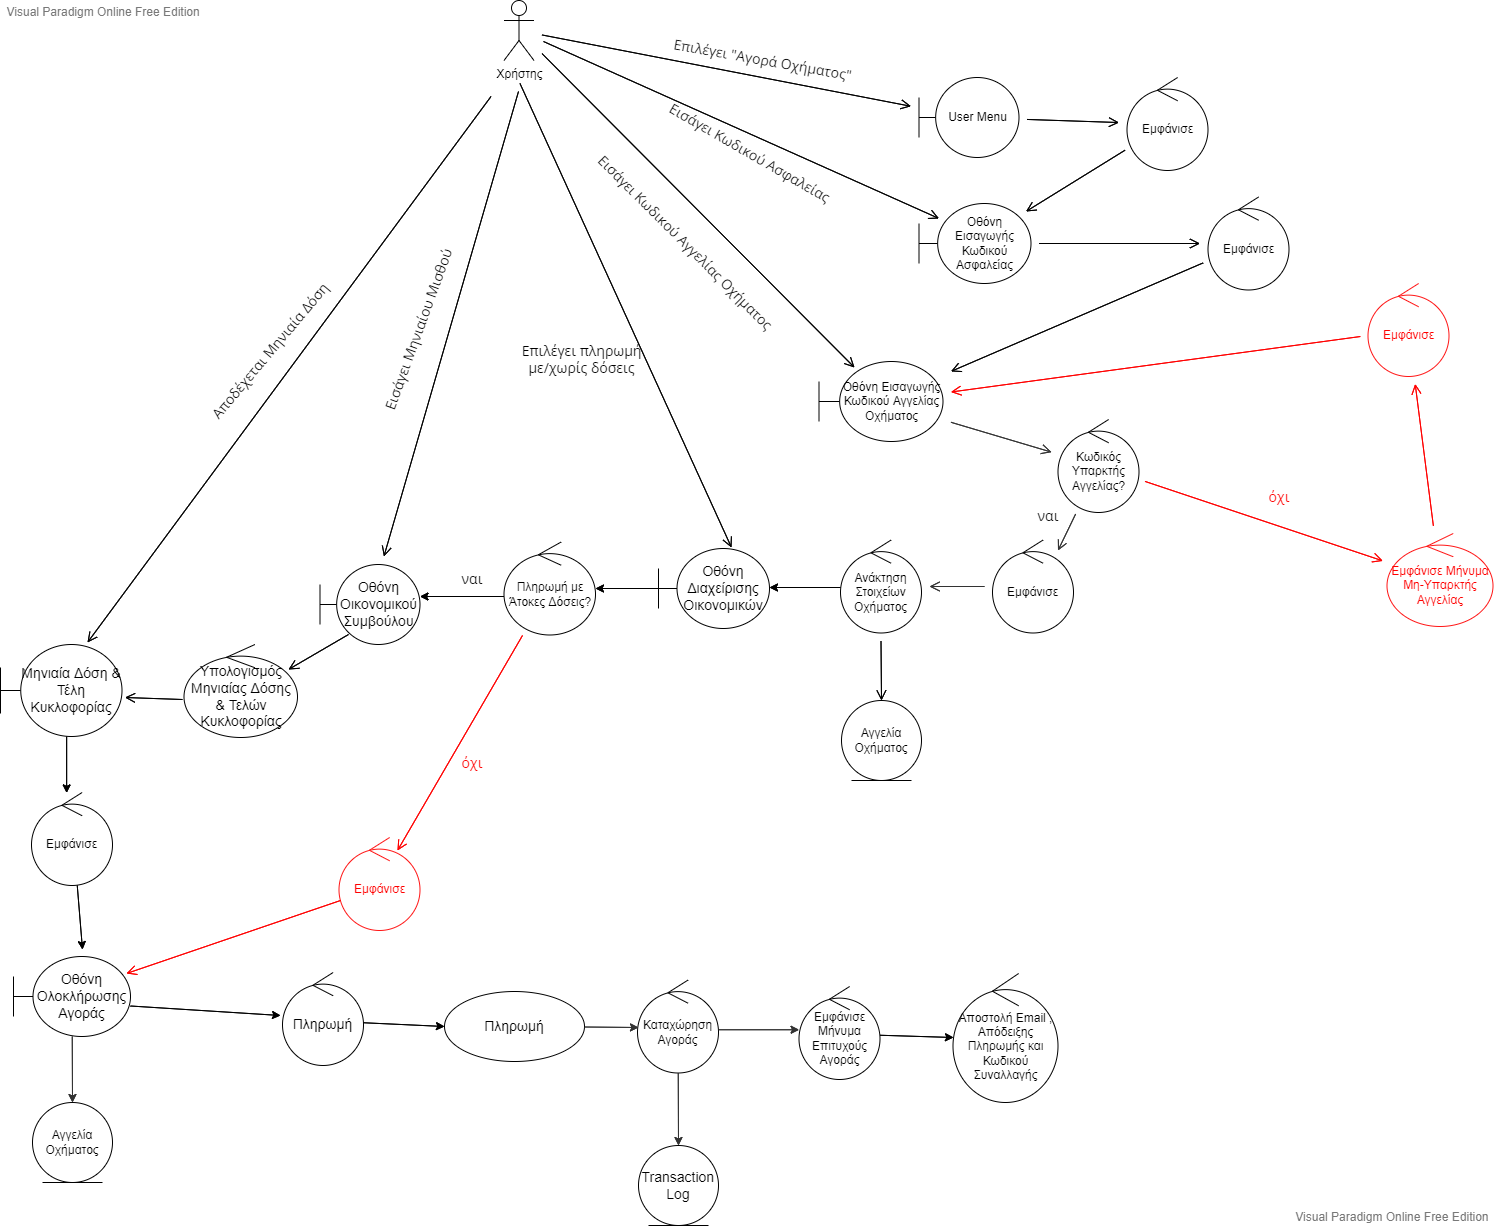 Visual Paradigm Online Free Edition
Χρήστης
Επιλέγει "Αγορά Οχήματος"
User Menu
Εμφάνισε
Εισάγει Κωδικού Ασφαλείας
Οθόνη
Εισαγωγής
Κωδικού
Ασφαλείας
Εμφάνισε
Εισάγει Κωδικού Αγγελίας Οχήματος
Εμφάνισε
Οθόνη Εισαγωγής
Κωδικού Αγγελίας
Οχήματος
Εισάγει Μηνιαίου Μισθού
Αποδέχεται Μηνιαία Δόση
Επιλέγει πληρωμή
με/χωρίς δόσεις
Κωδικός
Υπαρκτής
Αγγελίας?
όχι
ναι
Εμφάνισε Μήνυμα
Μη-Υπαρκτής
Αγγελίας
Εμφάνισε
Ανάκτηση
Στοιχείων
Οχήματος
Οθόνη
Διαχείρισης
Οικονομικών
Πληρωμή με
Άτοκες Δόσεις?
ναι
Οθόνη
Οικονομικού
Συμβούλου
Υπολογισμός
Μηνιαίας Δόσης
& Τελών
Κυκλοφορίας
Μηνιαία Δόση &
Τέλη
Κυκλοφορίας
Αγγελία
Οχήματος
όχι
Εμφάνισε
Εμφάνισε
Οθόνη
Ολοκλήρωσης
Αγοράς
Πληρωμή
Πληρωμή
Καταχώρηση
Αγοράς
Εμφάνισε
Μήνυμα
Επιτυχούς
Αγοράς
Αποστολή Email ,
Απόδειξης
Πληρωμής και
Κωδικού
Συναλλαγής
Αγγελία
Οχήματος
Transaction
Log
Visual Paradigm Online Free Edition